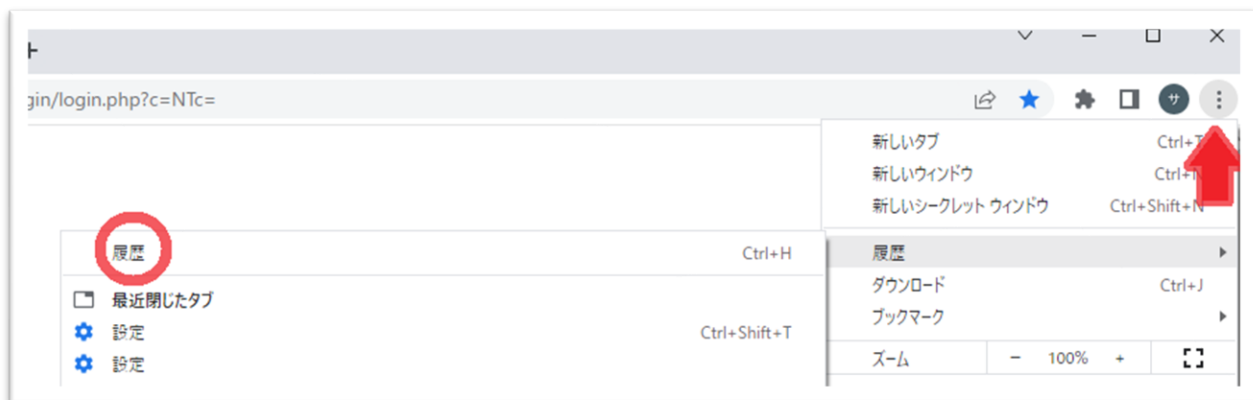 gin/login.php?c=NTc=
サ
新しいタブ Ctrl+T
新しいウィンドウ Ctrl+N
新しいシークレット ウィンドウ Ctrl+Shift+N
履歴 Ctrl+H
履歴
最近閉じたタブ
ダウンロード Ctrl+J
設定 Ctrl+Shift+T
ブックマーク
設定
ズーム - 100% +